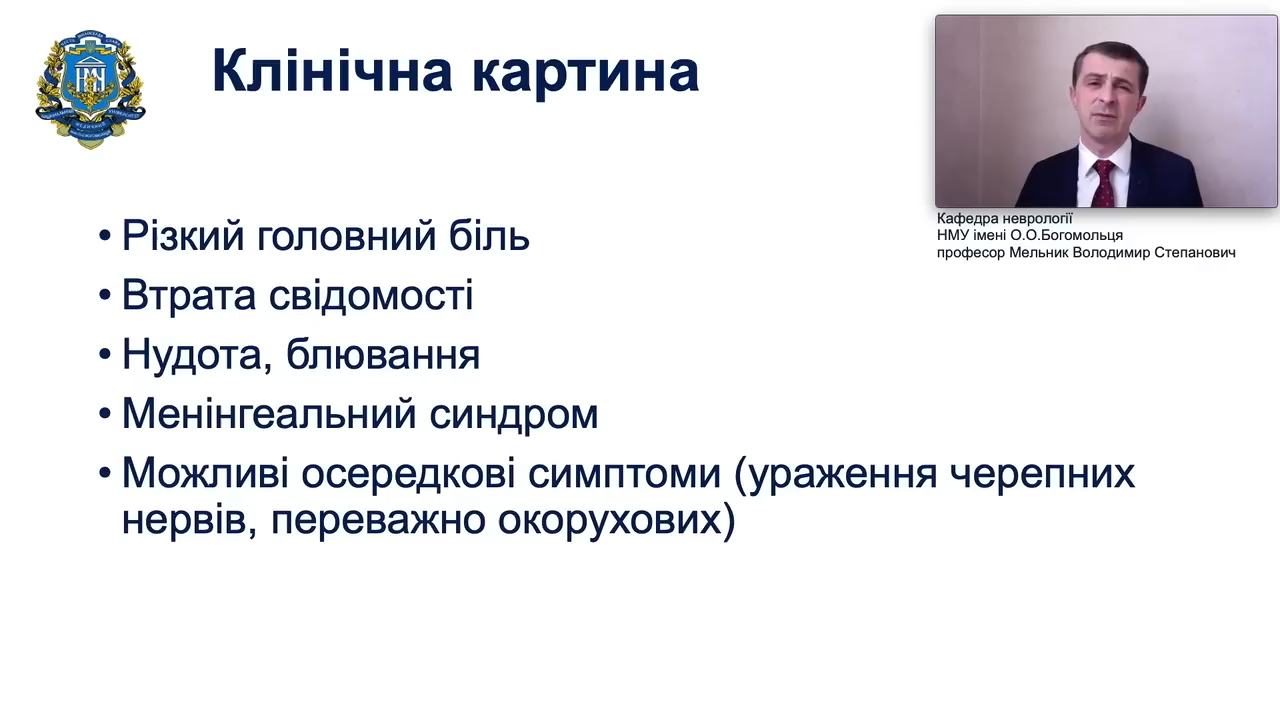 Клінічна картина
• Різкий головний біль
• Втрата свідомості
• Нудота, блювання
• Менінгеальний синдром
• Можливі осередкові симптоми (ураження черепних
нервів, переважно окорухових)
Кафедра неврології
НМУ імені О.О.Богомольця
професор Мельник Володимир Степанович